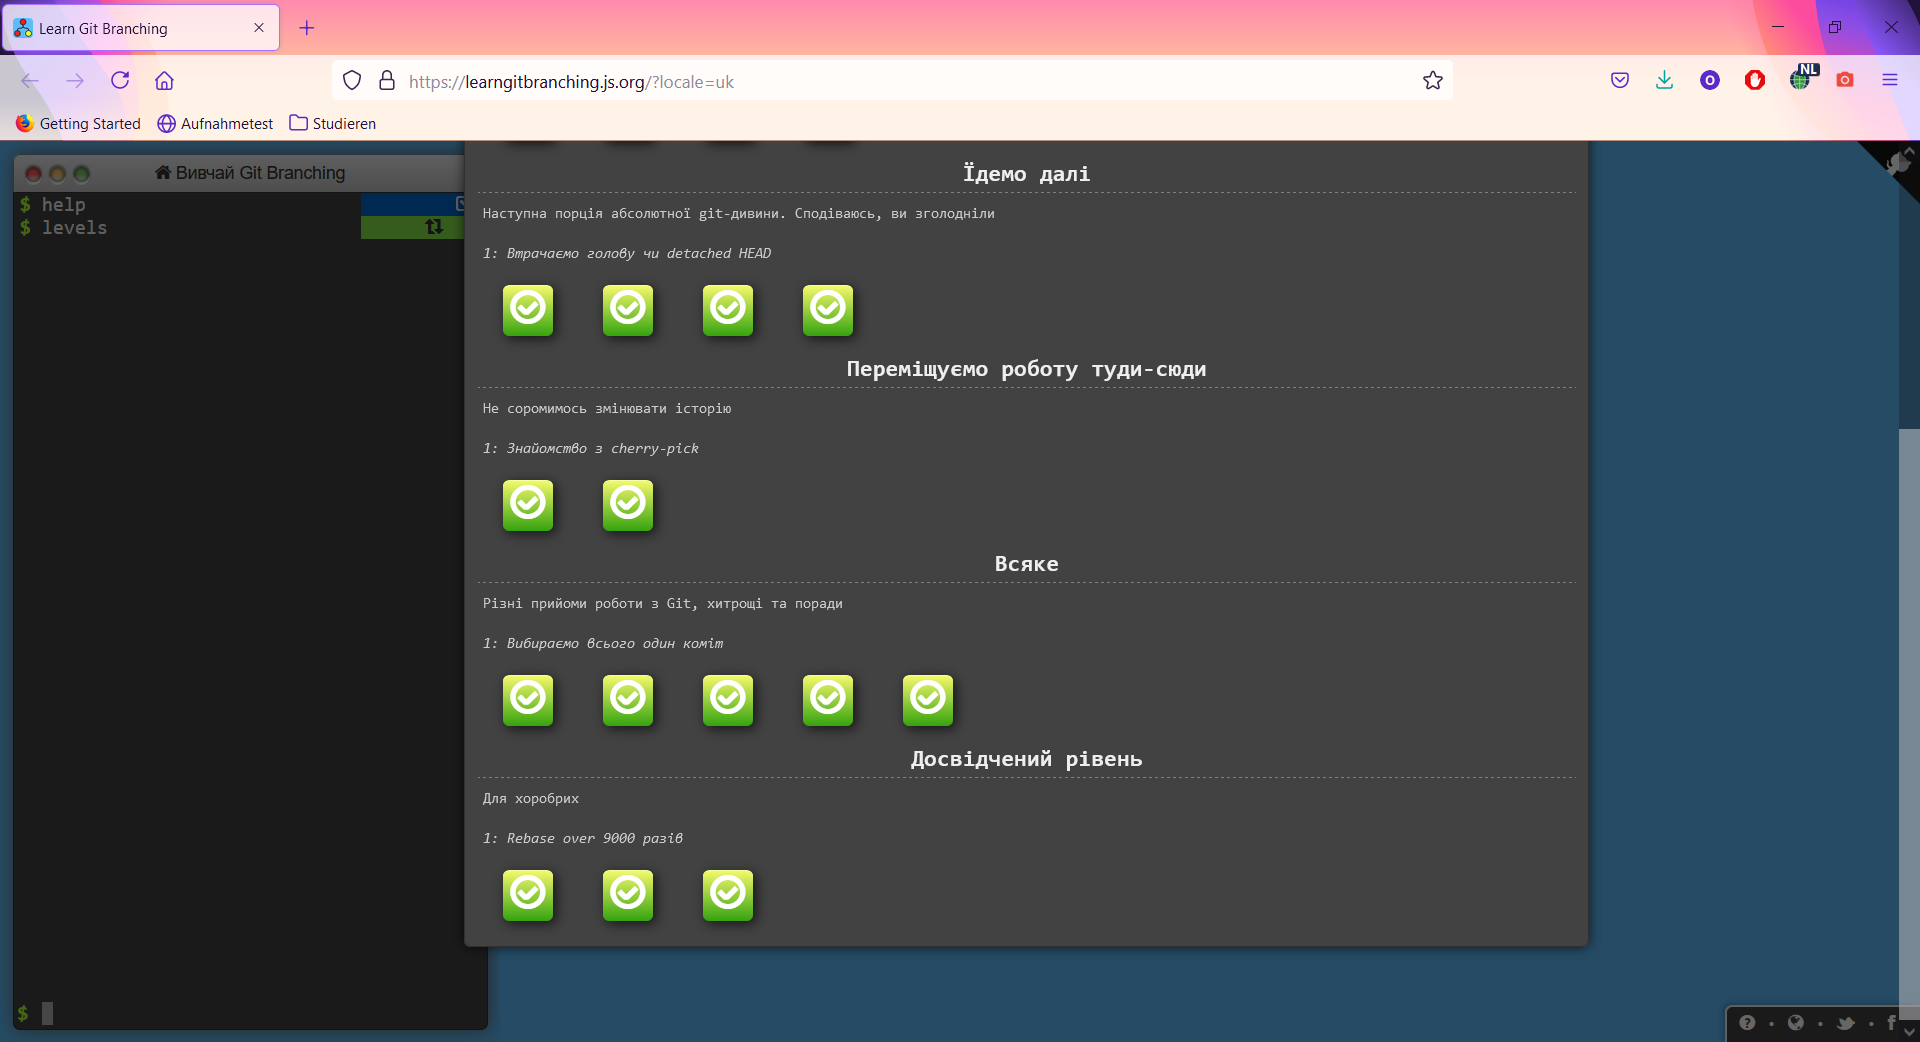 Learn Git Branching
https://learngitbranching.js.org/?locale=uk
NL
Getting Started
Aufnahmetest
Studieren
Вивчай Git Branching
$ help
$ levels
$
Їдемо далі
Наступна порція абсолютної git-дивини. Сподіваюсь, ви зголодніли
1: Втрачаємо голову чи detached HEAD
Переміщуємо роботу туди-сюди
Не соромимось змінювати історію
1: Знайомство з cherry-pick
Всяке
Різні прийоми роботи з Git, хитрощі та поради
1: Вибираємо всього один коміт
Досвідчений рівень
Для хоробрих
1: Rebase over 9000 разів